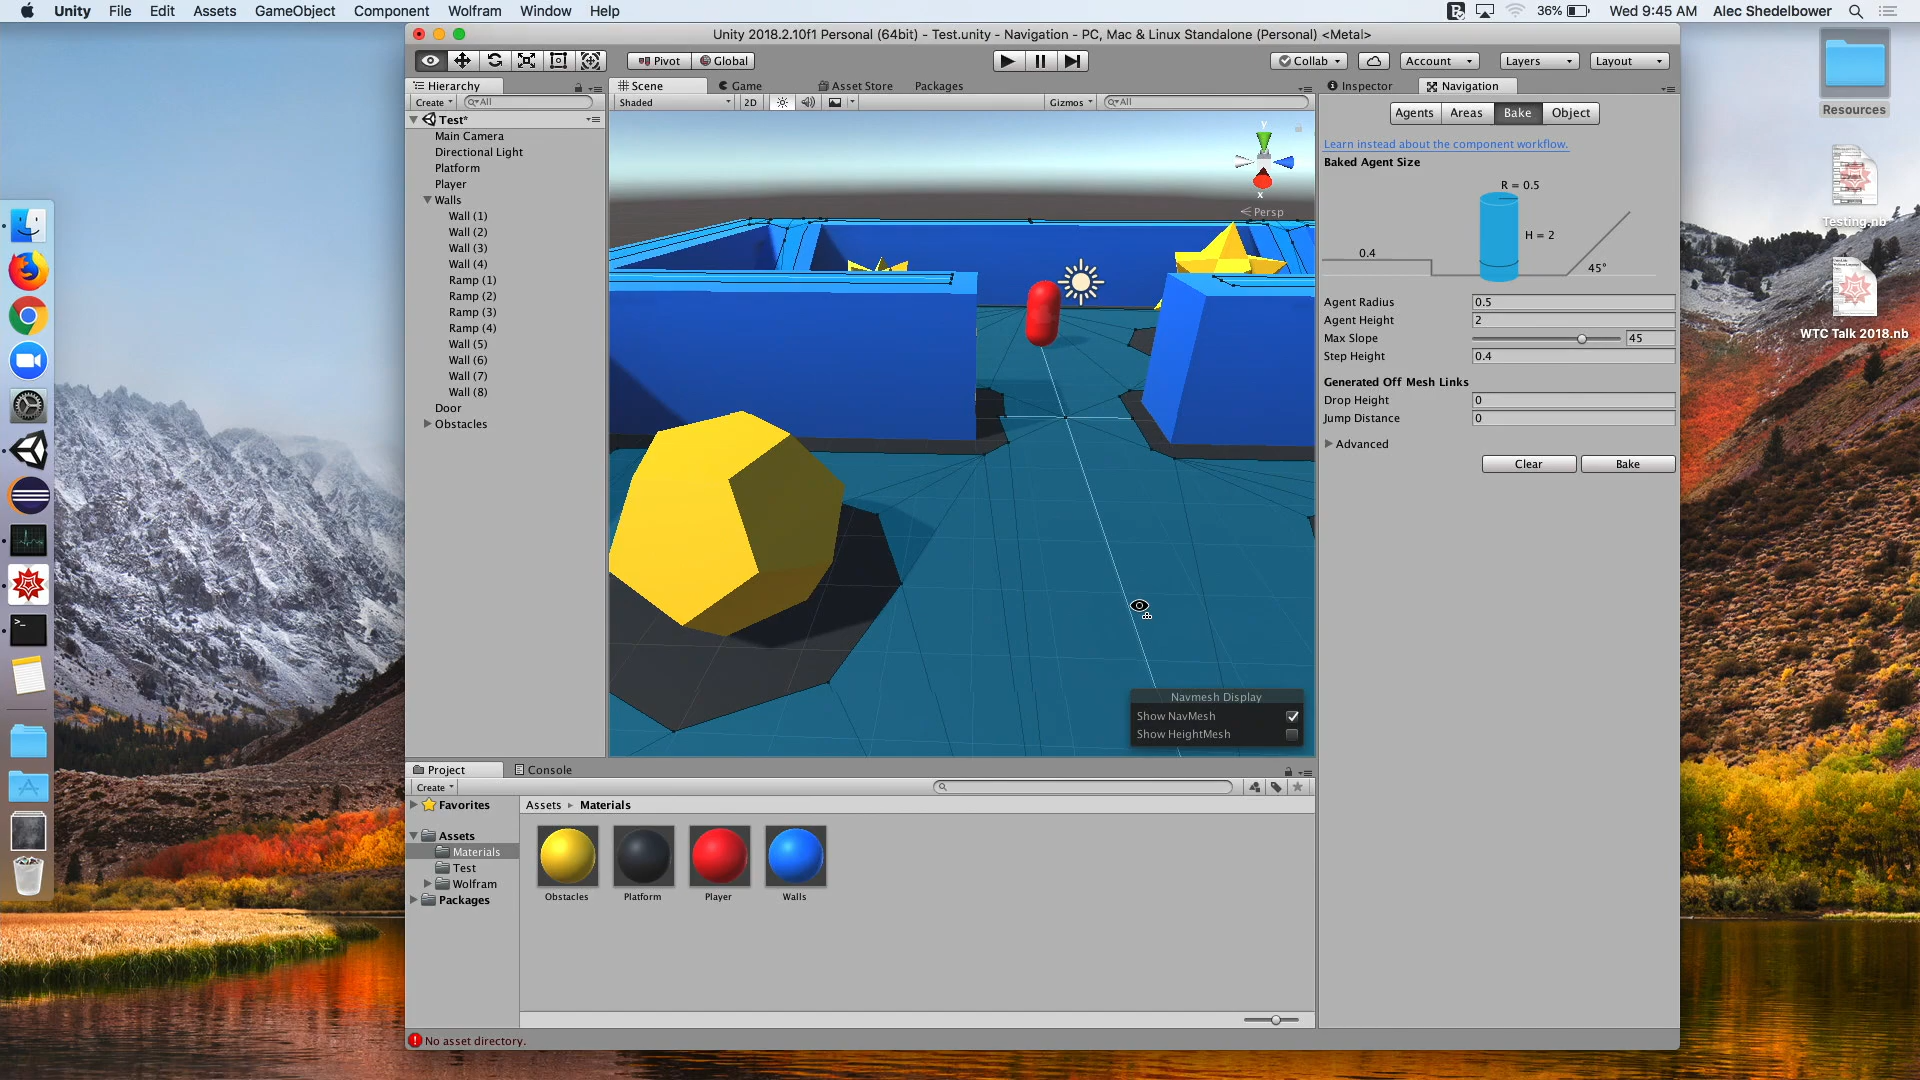 Unity File Edit Assets GameObject Component Wolfram Window Help
36% Wed 9:45 AM Alec Shedelbower
Unity 2018.2.10f1 Personal (64bit) - Test.unity - Navigation - PC, Mac & Linux Standalone (Personal) <Metal>
Pivot Global
Collab Account Layers Layout
Hierarchy
Create All
Test*
Main Camera
Directional Light
Platform
Player
Walls
Wall (1)
Wall (2)
Wall (3)
Wall (4)
Ramp (1)
Ramp (2)
Ramp (3)
Ramp (4)
Wall (5)
Wall (6)
Wall (7)
Wall (8)
Door
Obstacles
Scene Game Asset Store Packages
Shaded 2D Gizmos All
y
x
Persp
Navmesh Display
Show NavMesh
Show HeightMesh
Inspector Navigation
Agents Areas Bake Object
Learn instead about the component workflow.
Baked Agent Size
R = 0.5
H = 2
0.4
45°
Agent Radius 0.5
Agent Height 2
Max Slope 45
Step Height 0.4
Generated Off Mesh Links
Drop Height 0
Jump Distance 0
Advanced
Clear Bake
Project Console
Create
Favorites
Assets
Materials
Test
Wolfram
Packages
Assets Materials
Obstacles Platform Player Walls
No asset directory.
Resources
Testing.nb
WTC Talk 2018.nb